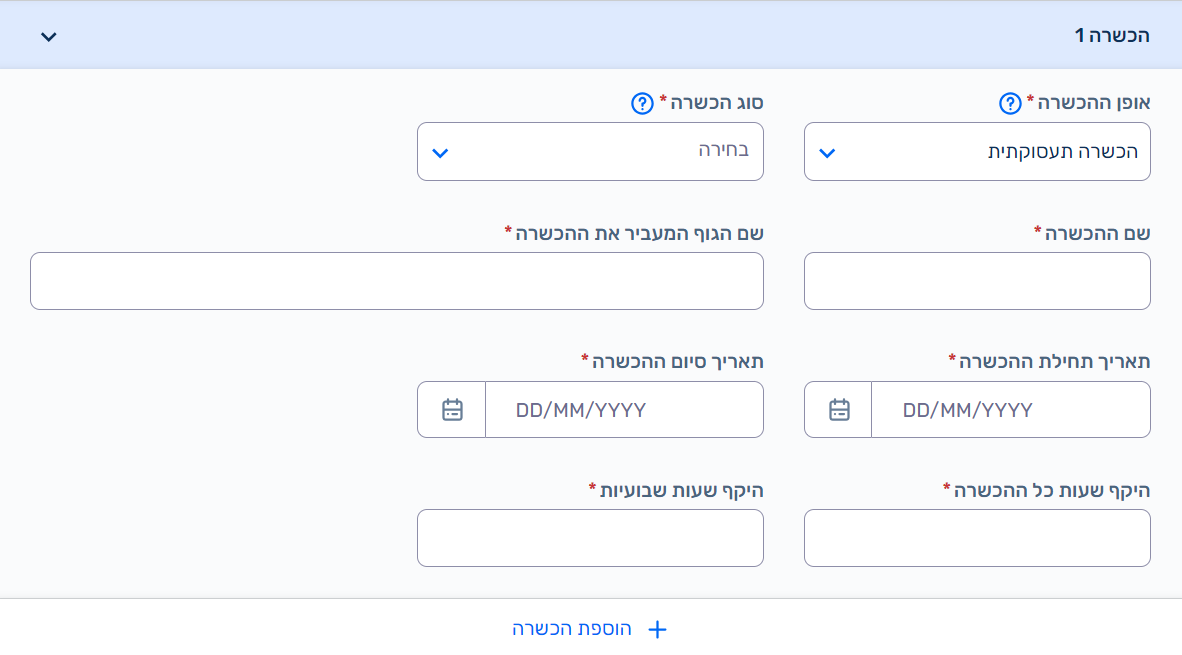 הכשרה 1
אופן ההכשרה * ?
סוג הכשרה * ?
הכשרה תעסוקתית
בחירה
שם ההכשרה *
שם הגוף המעביר את ההכשרה *
תאריך תחילת ההכשרה *
תאריך סיום ההכשרה *
DD/MM/YYYY
DD/MM/YYYY
היקף שעות כל ההכשרה *
היקף שעות שבועיות *
+ הוספת הכשרה